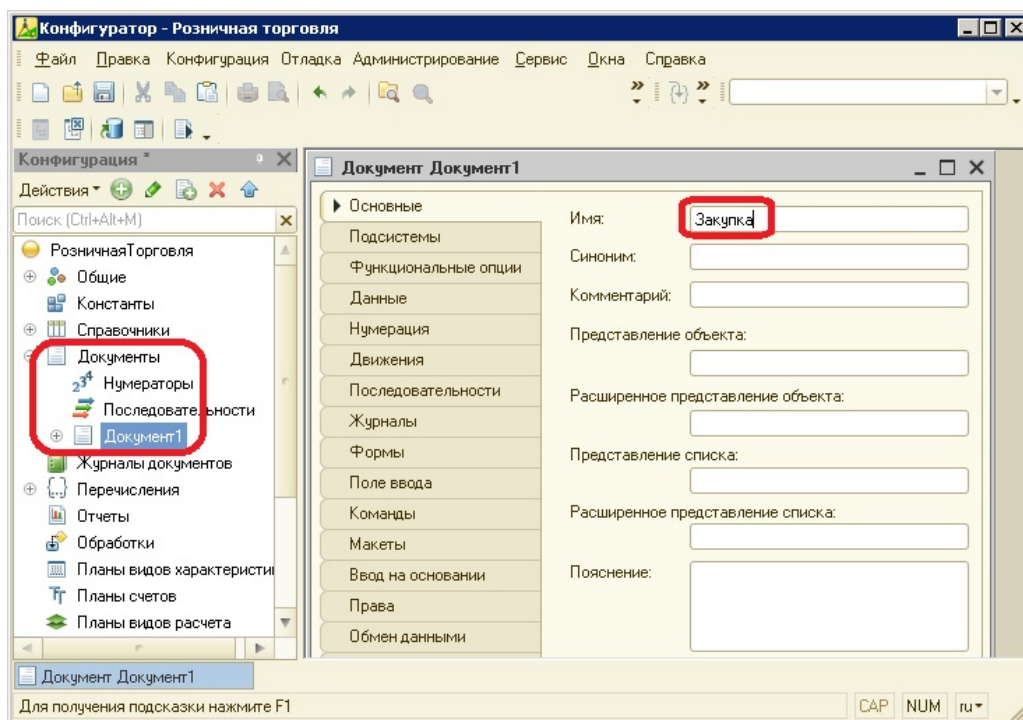 Конфигуратор - Розничная торговля
Файл Правка Конфигурация Отладка Администрирование Сервис Окна Справка
Конфигурация *
Действия
Поиск (Ctrl+Alt+M)
РозничнаяТорговля
Общие
Константы
Справочники
Документы
Нумераторы
Последовательности
Документ1
Журналы документов
Перечисления
Отчеты
Обработки
Планы видов характеристи
Планы счетов
Планы видов расчета
Документ Документ1
Основные
Подсистемы
Функциональные опции
Данные
Нумерация
Движения
Последовательности
Журналы
Формы
Поле ввода
Команды
Макеты
Ввод на основании
Права
Обмен данными
Имя: Закупка
Синоним:
Комментарий:
Представление объекта:
Расширенное представление объекта:
Представление списка:
Расширенное представление списка:
Пояснение:
Документ Документ1
Для получения подсказки нажмите F1
CAP NUM ru